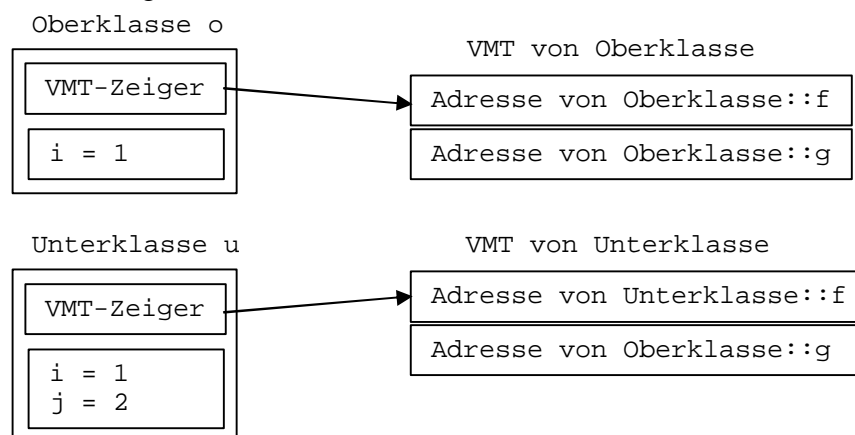 Oberklasse o
VMT von Oberklasse
VMT-Zeiger
Adresse von Oberklasse::f
i = 1
Adresse von Oberklasse::g
Unterklasse u
VMT von Unterklasse
VMT-Zeiger
Adresse von Unterklasse::f
Adresse von Oberklasse::g
i = 1
j = 2